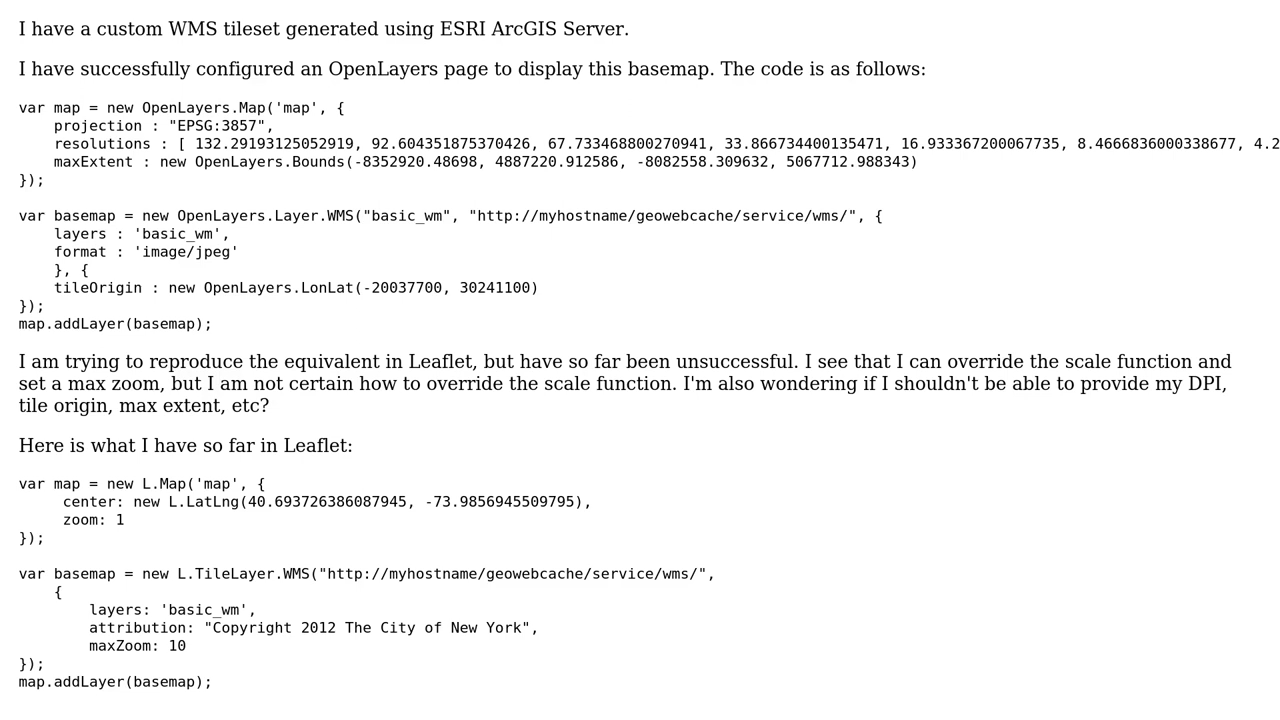 I have a custom WMS tileset generated using ESRI ArcGIS Server.
I have successfully configured an OpenLayers page to display this basemap. The code is as follows:
var map = new OpenLayers.Map('map', {
    projection : "EPSG:3857",
    resolutions : [ 132.29193125052919, 92.604351875370426, 67.733468800270941, 33.866734400135471, 16.933367200067735, 8.4666836000338677, 4.2
    maxExtent : new OpenLayers.Bounds(-8352920.48698, 4887220.912586, -8082558.309632, 5067712.988343)
});
var basemap = new OpenLayers.Layer.WMS("basic_wm", "http://myhostname/geowebcache/service/wms/", {
    layers : 'basic_wm',
    format : 'image/jpeg'
    }, {
    tileOrigin : new OpenLayers.LonLat(-20037700, 30241100)
});
map.addLayer(basemap);
I am trying to reproduce the equivalent in Leaflet, but have so far been unsuccessful. I see that I can override the scale function and
set a max zoom, but I am not certain how to override the scale function. I'm also wondering if I shouldn't be able to provide my DPI,
tile origin, max extent, etc?
Here is what I have so far in Leaflet:
var map = new L.Map('map', {
     center: new L.LatLng(40.693726386087945, -73.9856945509795),
     zoom: 1
});
var basemap = new L.TileLayer.WMS("http://myhostname/geowebcache/service/wms/",
    {
        layers: 'basic_wm',
        attribution: "Copyright 2012 The City of New York",
        maxZoom: 10
});
map.addLayer(basemap);